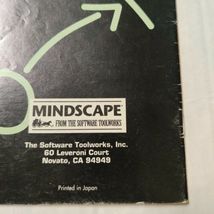 MINDSCAPE
FROM THE SOFTWARE TOOLWORKS
The Software Toolworks, Inc.
60 Leveroni Court
Novato, CA 94949
Printed in Japan